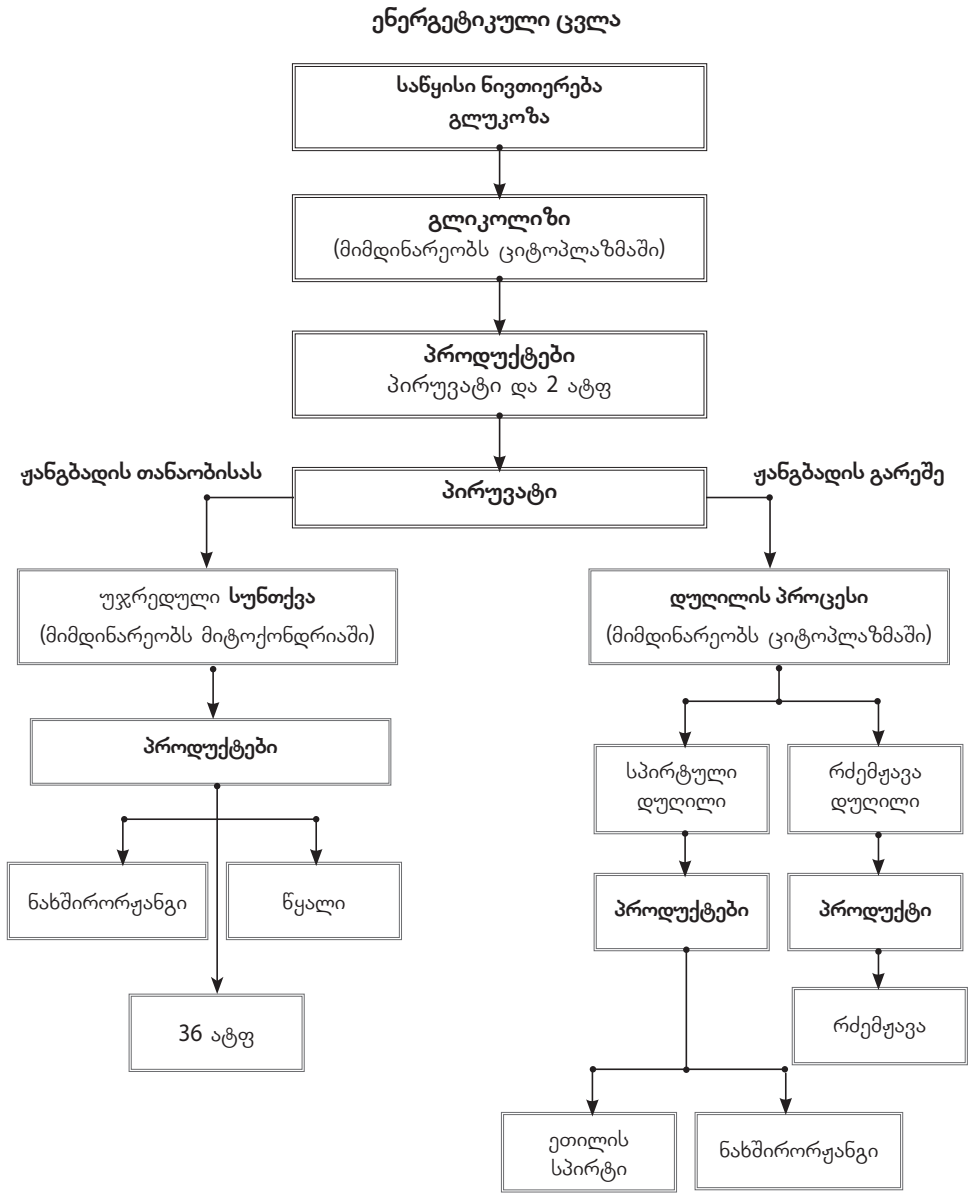 ენერგეტიკული ცვლა
საწყისი ნივთიერება
გლუკოზა
გლიკოლიზი
(მიმდინარეობს ციტოპლაზმაში)
პროდუქტები
პირუვატი და 2 ატფ
ჟანგბადის თანაობისას
პირუვატი
ჟანგბადის გარეშე
უჯრედული სუნთქვა
(მიმდინარეობს მიტოქონდრიაში)
დუღილის პროცესი
(მიმდინარეობს ციტოპლაზმაში)
პროდუქტები
სპირტული
დუღილი
რძემჟავა
დუღილი
ნახშირორჟანგი
წყალი
პროდუქტები
პროდუქტი
36 ატფ
რძემჟავა
ეთილის
სპირტი
ნახშირორჟანგი